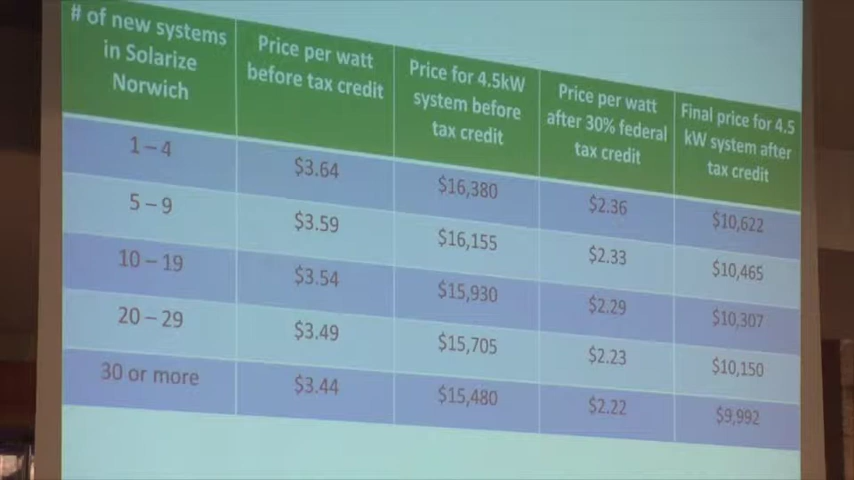 # of new systems
in Solarize
Norwich
Price per watt
before tax credit
Price for 4.5kW
system before
tax credit
Price per watt
after 30% federal
tax credit
Final price for 4.5
kW system after
tax credit
1 – 4 $3.64 $16,380 $2.36 $10,622
5 – 9 $3.59 $16,155 $2.33 $10,465
10 – 19 $3.54 $15,930 $2.29 $10,307
20 – 29 $3.49 $15,705 $2.23 $10,150
30 or more $3.44 $15,480 $2.22 $9,992